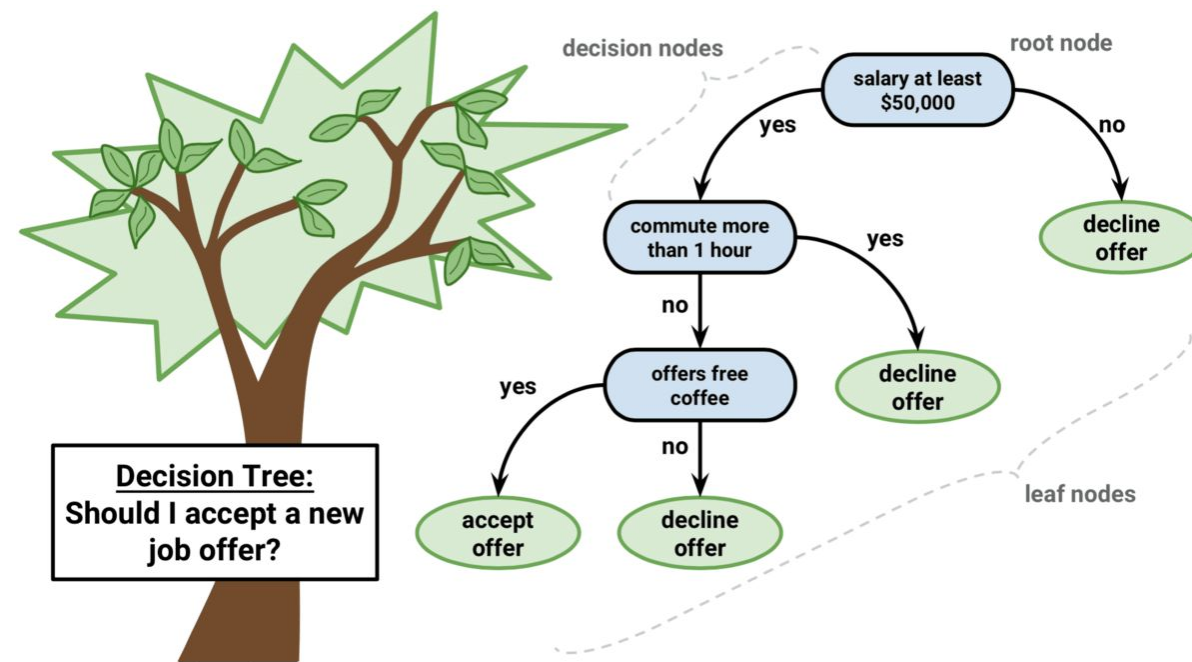 decision nodes
root node
salary at least
$50,000
yes
no
commute more
than 1 hour
yes
decline
offer
no
offers free
coffee
decline
offer
yes
no
Decision Tree:
Should I accept a new
job offer?
accept
offer
decline
offer
leaf nodes